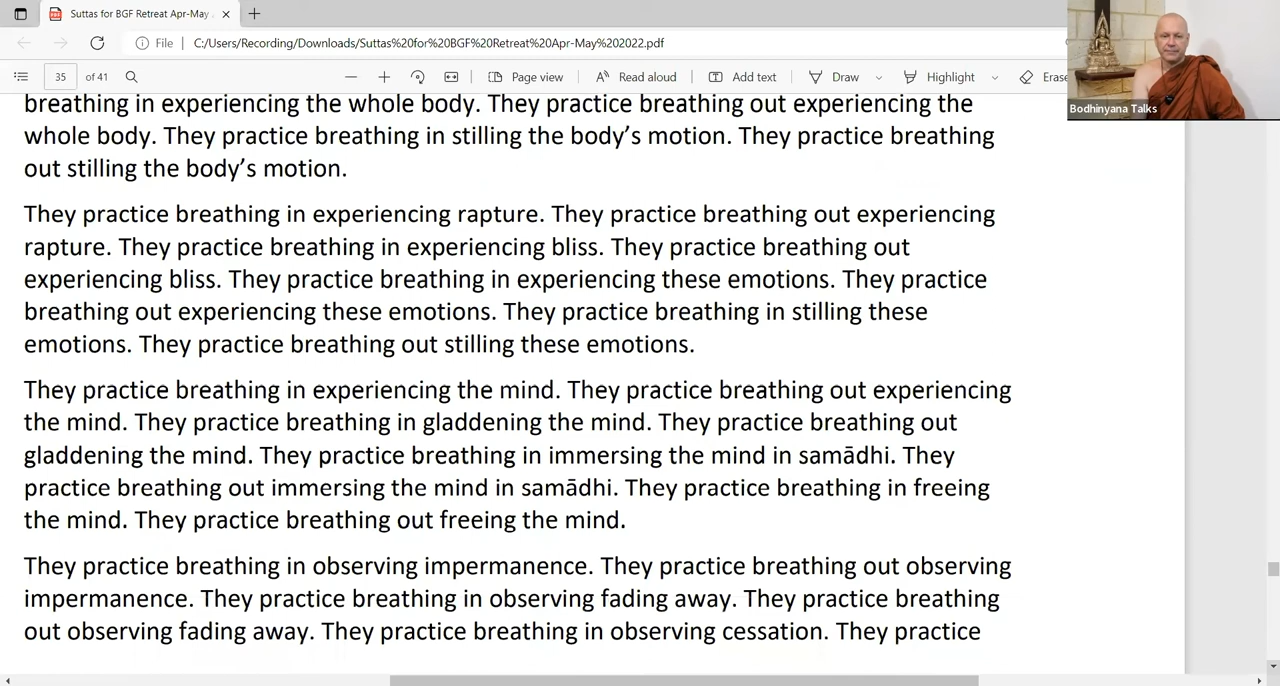 Suttas for BGF Retreat Apr-May
File C:/Users/Recording/Downloads/Suttas%20for%20BGF%20Retreat%20Apr-May%202022.pdf
35 of 41 Page view Read aloud Add text Draw Highlight Erase
Bodhinyana Talks
breathing in experiencing the whole body. They practice breathing out experiencing the
whole body. They practice breathing in stilling the body’s motion. They practice breathing
out stilling the body’s motion.
They practice breathing in experiencing rapture. They practice breathing out experiencing
rapture. They practice breathing in experiencing bliss. They practice breathing out
experiencing bliss. They practice breathing in experiencing these emotions. They practice
breathing out experiencing these emotions. They practice breathing in stilling these
emotions. They practice breathing out stilling these emotions.
They practice breathing in experiencing the mind. They practice breathing out experiencing
the mind. They practice breathing in gladdening the mind. They practice breathing out
gladdening the mind. They practice breathing in immersing the mind in samādhi. They
practice breathing out immersing the mind in samādhi. They practice breathing in freeing
the mind. They practice breathing out freeing the mind.
They practice breathing in observing impermanence. They practice breathing out observing
impermanence. They practice breathing in observing fading away. They practice breathing
out observing fading away. They practice breathing in observing cessation. They practice